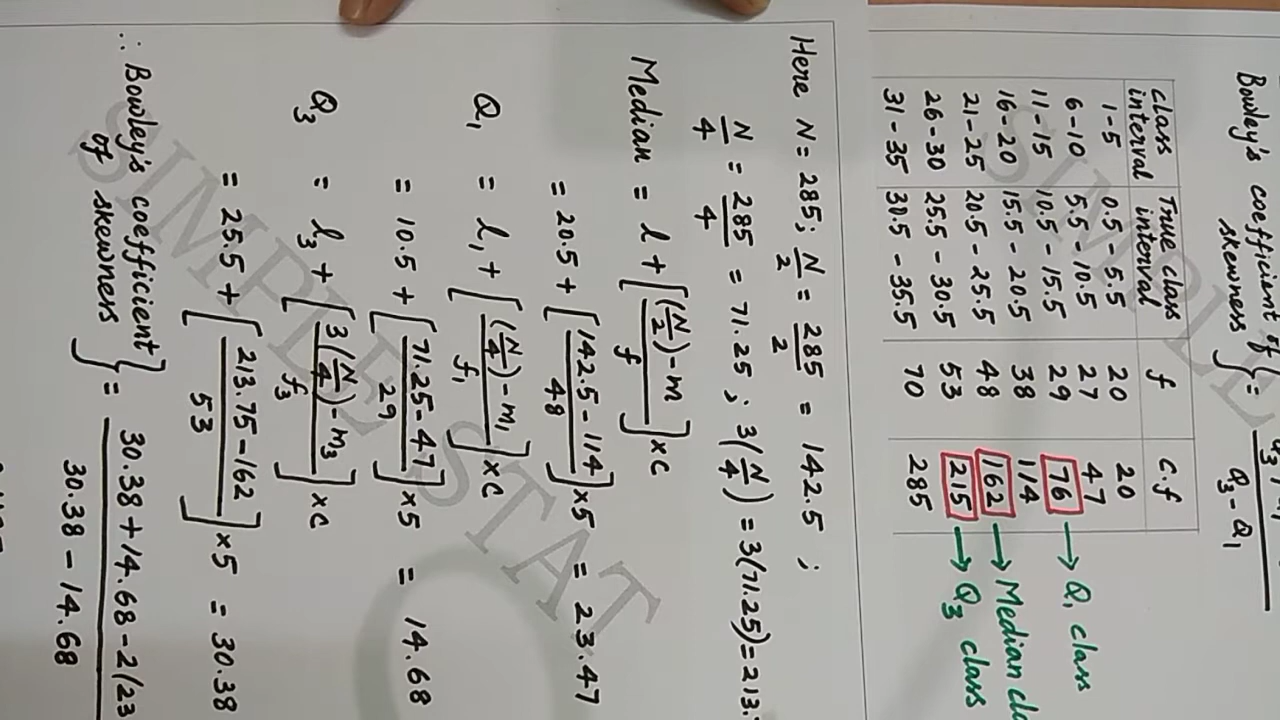 Bowley's coefficient of
skewness } =
Q3 - Q1
class interval True class interval f c.f
1-5 0.5 - 5.5 20 20
6-10 5.5 - 10.5 27 47
11-15 10.5 - 15.5 29 76 → Q1 class
16-20 15.5 - 20.5 38 114
21-25 20.5 - 25.5 48 162 → Median cla
26-30 25.5 - 30.5 53 215 → Q3 class
31-35 30.5 - 35.5 70 285
Here N = 285; N/2 = 285/2 = 142.5 ;
N/4 = 285/4 = 71.25 ; 3(N/4) = 3(71.25) = 213.
Median = l + [((N/2) - m)/f] x c
= 20.5 + [(142.5 - 114)/48] x 5 = 23.47
Q1 = l1 + [((N/4) - m1)/f1] x c
= 10.5 + [(71.25 - 47)/29] x 5 = 14.68
Q3 = l3 + [(3(N/4) - m3)/f3] x c
= 25.5 + [(213.75 - 162)/53] x 5 = 30.38
∴ Bowley's coefficient
of skewness } = 30.38 + 14.68 - 2(23
30.38 - 14.68
SIMPLE STAT
SIMPLE